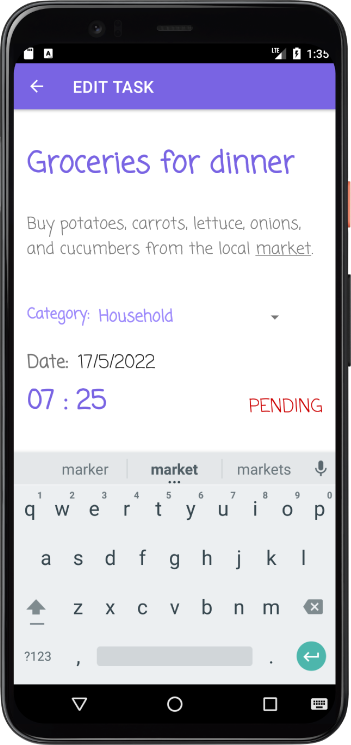 LTE 1:35
EDIT TASK
Groceries for dinner
Buy potatoes, carrots, lettuce, onions,
and cucumbers from the local market.
Category: Household
Date: 17/5/2022
07 : 25
PENDING
marker market markets
1 2 3 4 5 6 7 8 9 0
q w e r t y u i o p
a s d f g h j k l
z x c v b n m
?123 , .